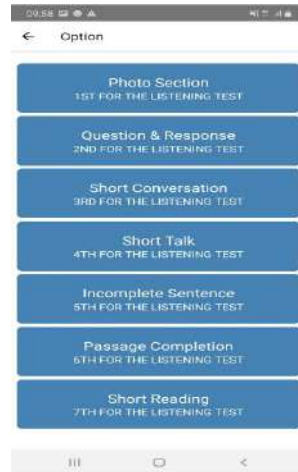 09:58
Option
Photo Section
1ST FOR THE LISTENING TEST
Question & Response
2ND FOR THE LISTENING TEST
Short Conversation
3RD FOR THE LISTENING TEST
Short Talk
4TH FOR THE LISTENING TEST
Incomplete Sentence
5TH FOR THE LISTENING TEST
Passage Completion
6TH FOR THE LISTENING TEST
Short Reading
7TH FOR THE LISTENING TEST